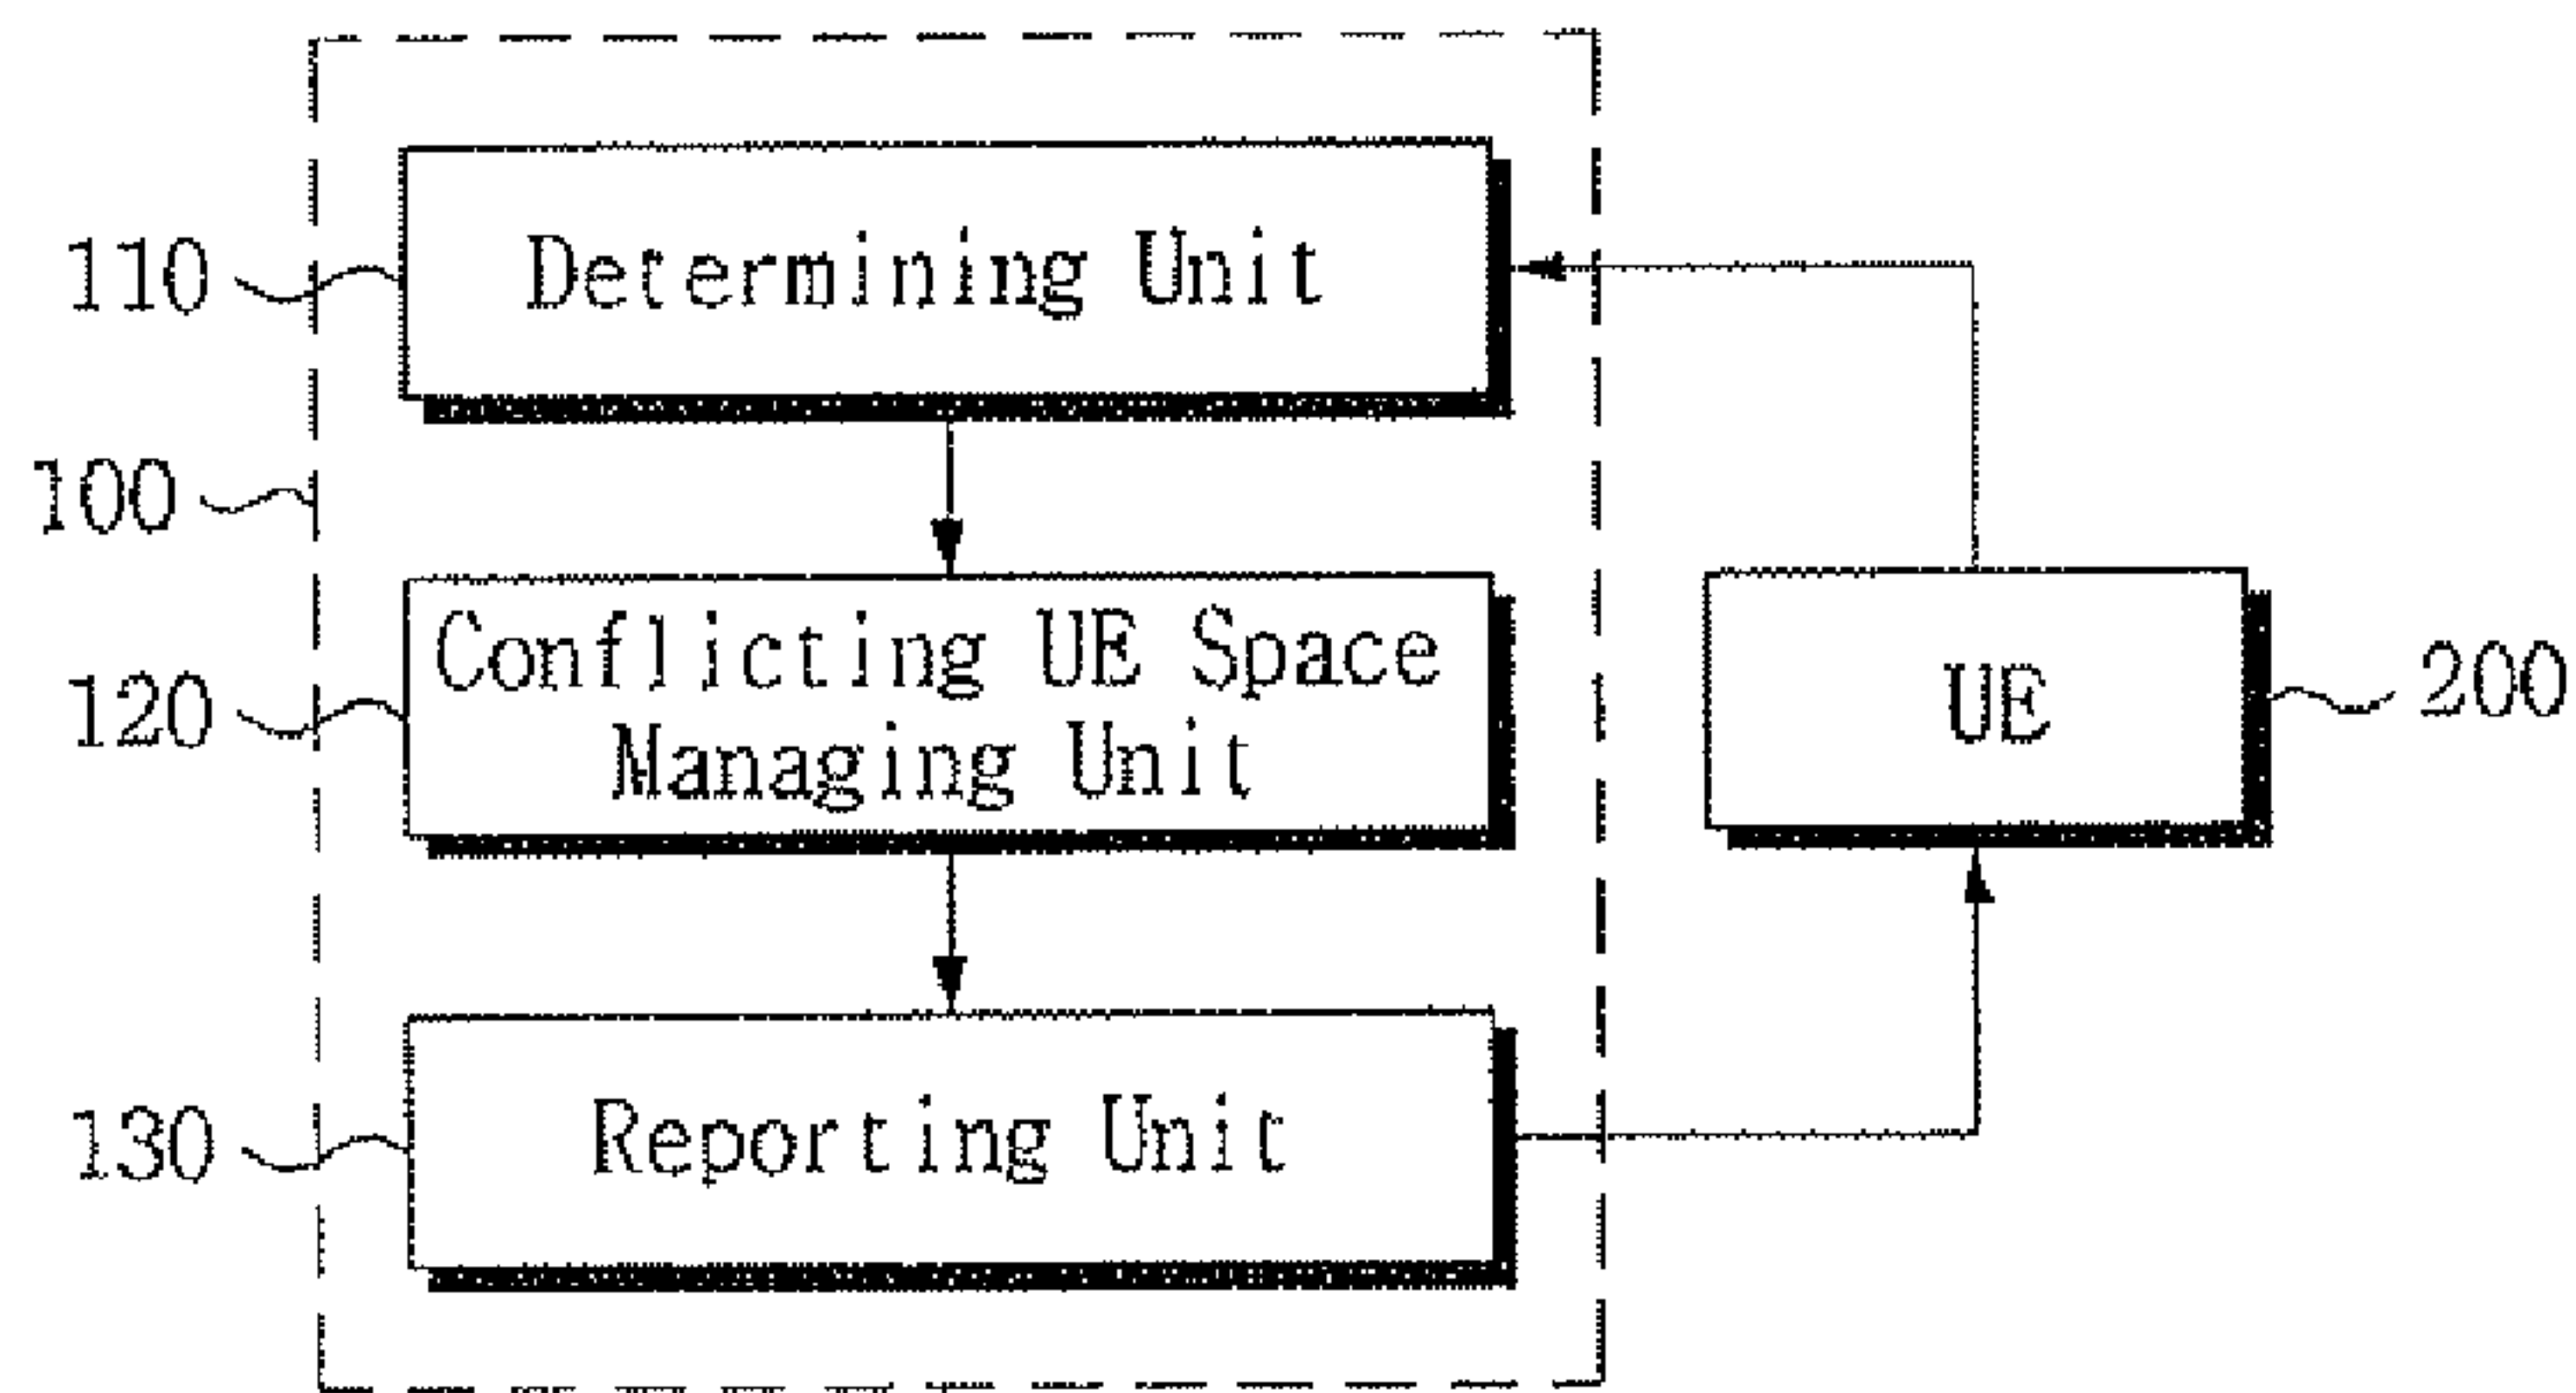 110
Determining Unit
100
120
Conflicting UE Space
Managing Unit
UE
200
130
Reporting Unit